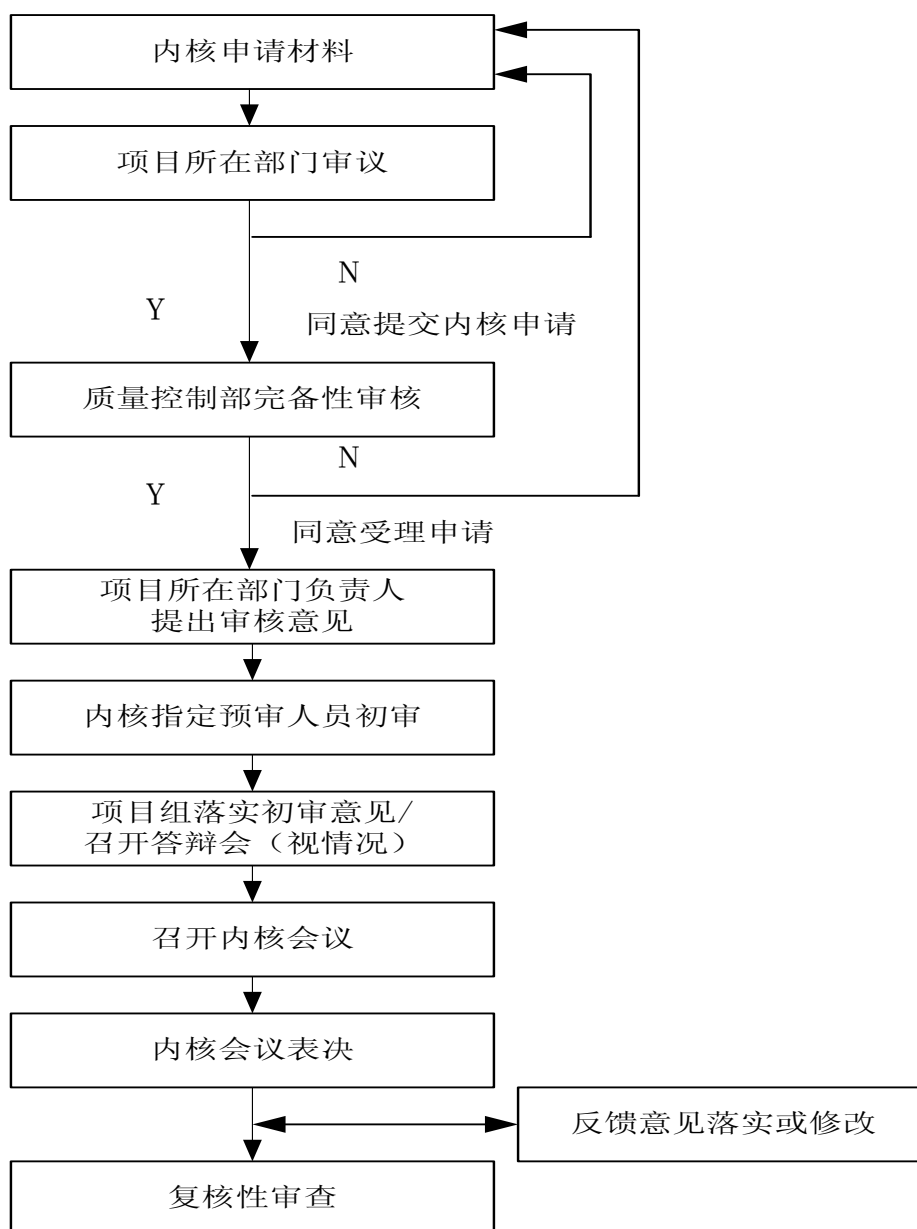 内核申请材料
项目所在部门审议
N
Y
同意提交内核申请
质量控制部完备性审核
N
Y
同意受理申请
项目所在部门负责人
提出审核意见
内核指定预审人员初审
项目组落实初审意见/
召开答辩会（视情况）
召开内核会议
内核会议表决
反馈意见落实或修改
复核性审查